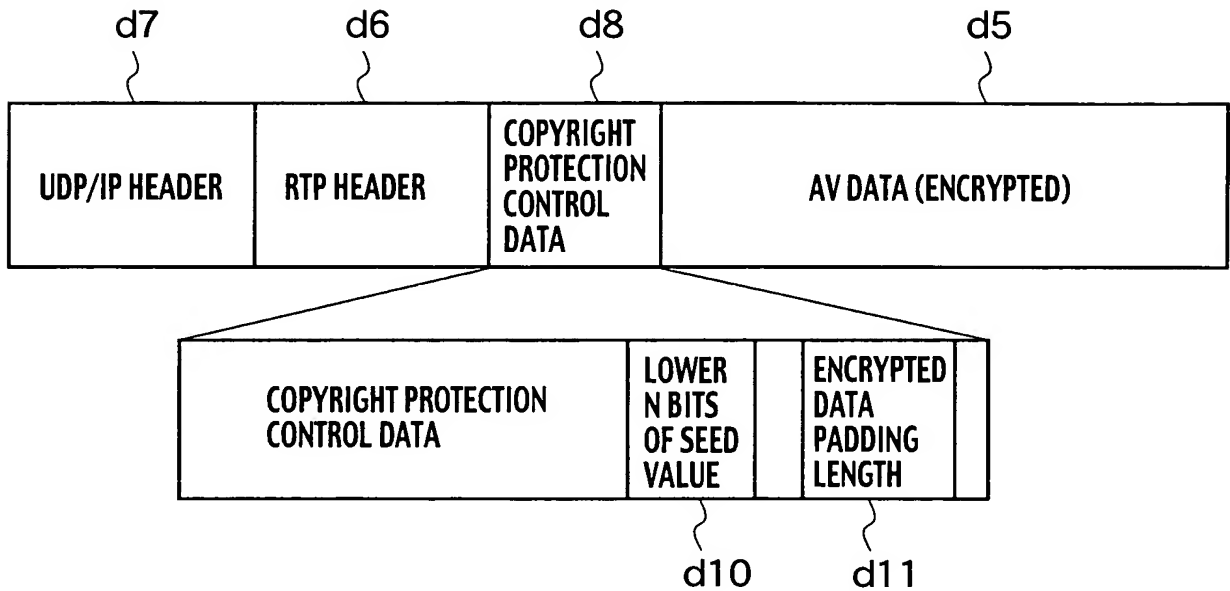 d7 d6 d8 d5
UDP/IP HEADER
RTP HEADER
COPYRIGHT
PROTECTION
CONTROL
DATA
AV DATA (ENCRYPTED)
COPYRIGHT PROTECTION
CONTROL DATA
LOWER
N BITS
OF SEED
VALUE
ENCRYPTED
DATA
PADDING
LENGTH
d10 d11